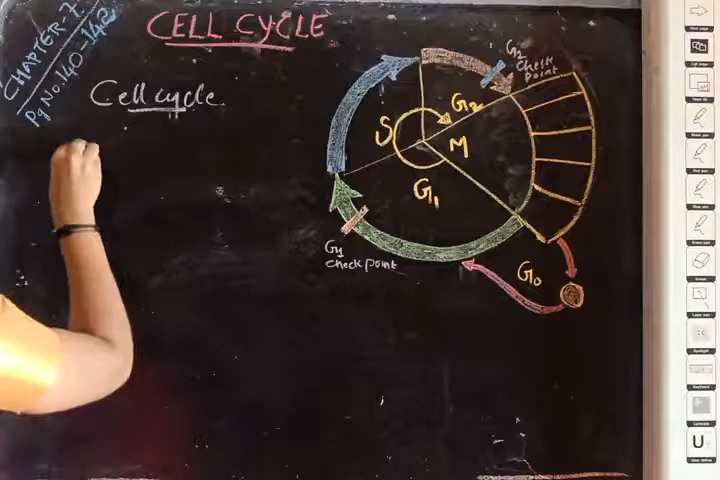 CHAPTER-7
Pg No.140-142
CELL CYCLE
Cell cycle.
G2
check
point
S
G2
M
G1
G1
check point
G0